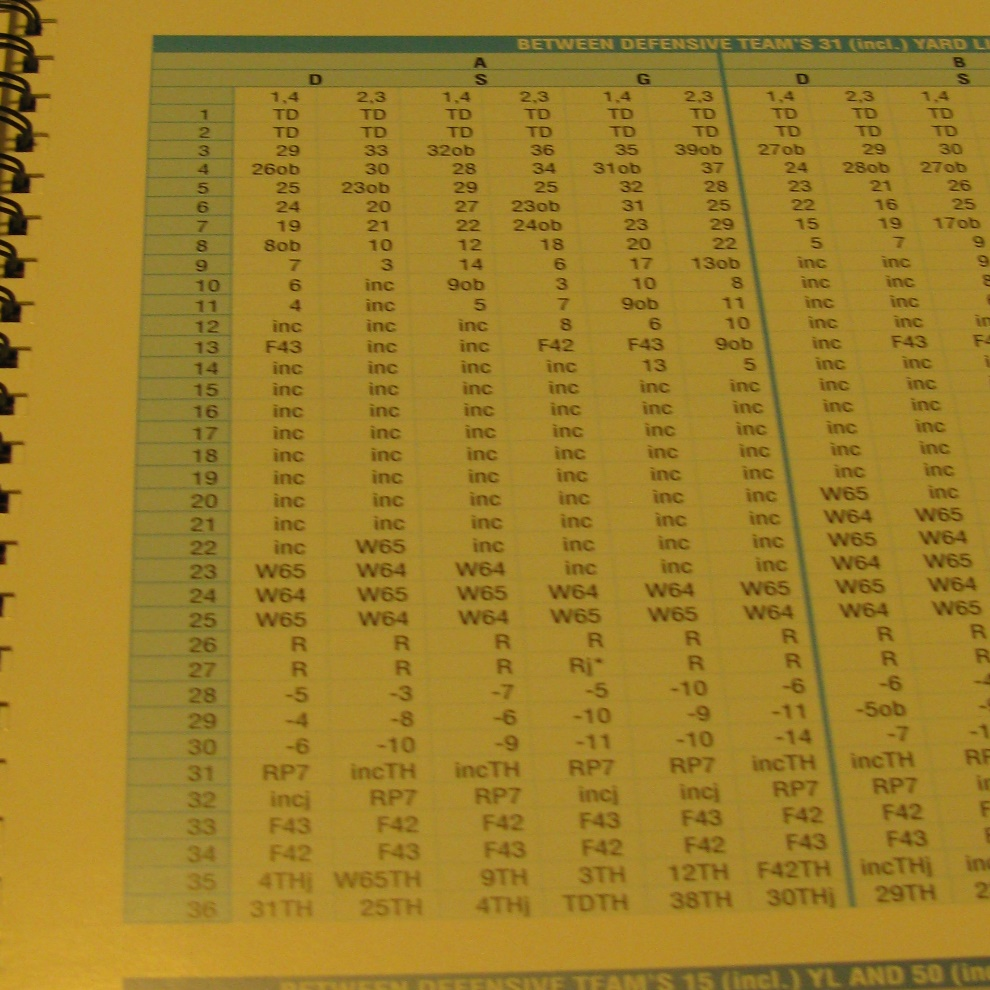 BETWEEN DEFENSIVE TEAM'S 31 (incl.) YARD
A B
D S G D S
1,4 2,3 1,4 2,3 1,4 2,3 1,4 2,3 1,4
1 TD TD TD TD TD TD TD TD TD
2 TD TD TD TD TD TD TD TD TD
3 29 33 32ob 36 35 39ob 27ob 29 30
4 26ob 30 28 34 31ob 37 24 28ob 27ob
5 25 23ob 29 25 32 28 23 21 26
6 24 20 27 23ob 31 25 22 16 25
7 19 21 22 24ob 23 29 15 19 17ob
8 8ob 10 12 18 20 22 5 7 9
9 7 3 14 6 17 13ob inc inc 9
10 6 inc 9ob 3 10 8 inc inc
11 4 inc 5 7 9ob 11 inc inc
12 inc inc inc 8 6 10 inc inc
13 F43 inc inc F42 F43 9ob inc F43
14 inc inc inc inc 13 5 inc inc
15 inc inc inc inc inc inc inc inc
16 inc inc inc inc inc inc inc inc
17 inc inc inc inc inc inc inc inc
18 inc inc inc inc inc inc inc inc
19 inc inc inc inc inc inc inc inc
20 inc inc inc inc inc inc W65 inc
21 inc inc inc inc inc inc W64 W65
22 inc W65 inc inc inc inc W65 W64
23 W65 W64 W64 inc inc inc W64 W65
24 W64 W65 W65 W64 W64 W65 W65 W64
25 W65 W64 W64 W65 W65 W64 W64 W65
26 R R R R R R R R
27 R R R Rj* R R R R
28 -5 -3 -7 -5 -10 -6 -6
29 -4 -8 -6 -10 -9 -11 -5ob
30 -6 -10 -9 -11 -10 -14 -7
31 RP7 incTH incTH RP7 RP7 incTH incTH
32 incj RP7 RP7 incj incj RP7 RP7
33 F43 F42 F42 F43 F43 F42 F42
34 F42 F43 F43 F42 F42 F43 F43
35 4THj W65TH 9TH 3TH 12TH F42TH incTHj
36 31TH 25TH 4THj TDTH 38TH 30THj 29TH
BETWEEN DEFENSIVE TEAM'S 15 (incl.) YL AND 50